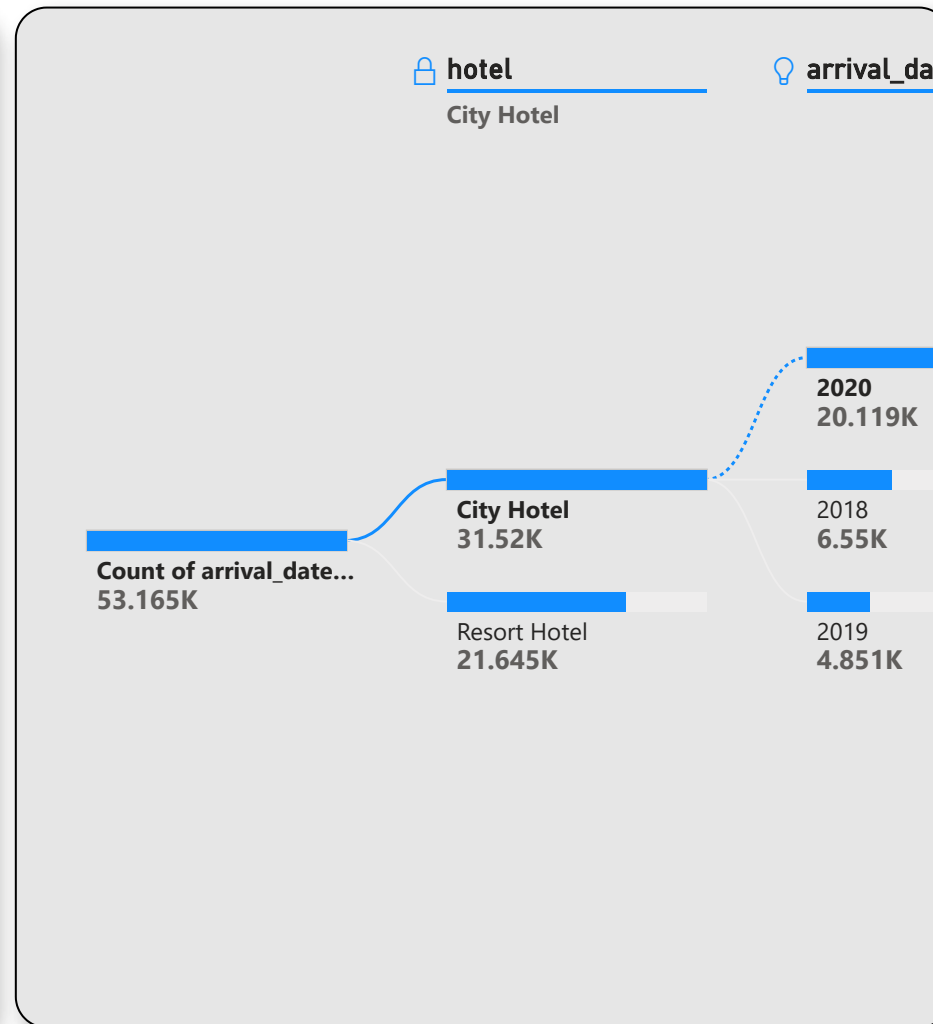 hotel
City Hotel
arrival_da
Count of arrival_date...
53.165K
City Hotel
31.52K
Resort Hotel
21.645K
2020
20.119K
2018
6.55K
2019
4.851K